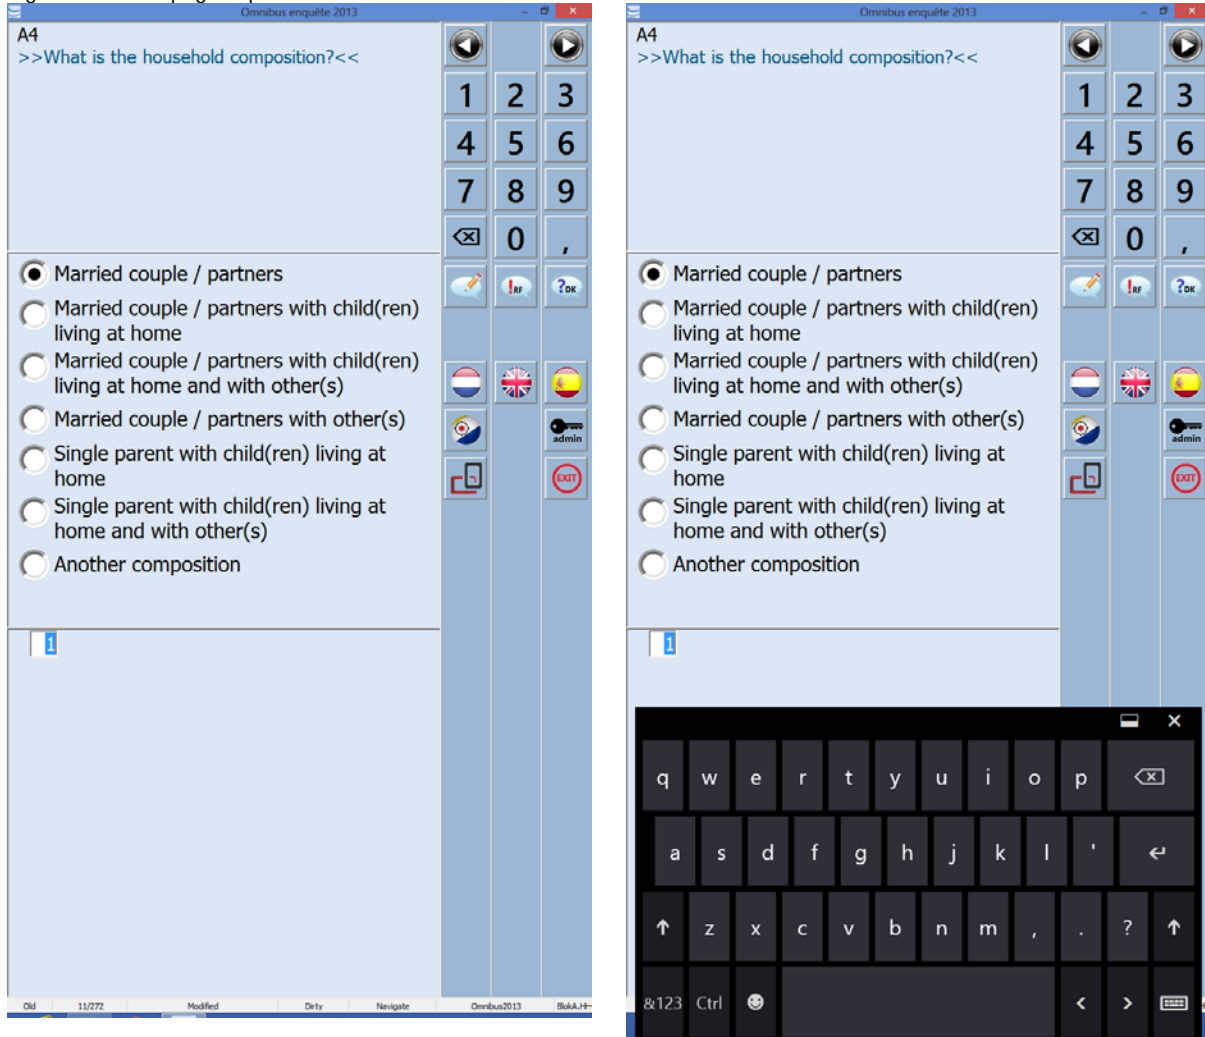 Omnibus enquête 2013
A4
>>What is the household composition?<<
1 2 3
4 5 6
7 8 9
0 ,
Married couple / partners
!RF ?DK
Married couple / partners with child(ren)
living at home
Married couple / partners with child(ren)
living at home and with other(s)
Married couple / partners with other(s)
admin
Single parent with child(ren) living at
home
EXIT
Single parent with child(ren) living at
home and with other(s)
Another composition
1
Old 11/272 Modified Dirty Navigate Omnibus2013 BlokA.H
Omnibus enquête 2013
A4
>>What is the household composition?<<
1 2 3
4 5 6
7 8 9
0 ,
Married couple / partners
!RF ?DK
Married couple / partners with child(ren)
living at home
Married couple / partners with child(ren)
living at home and with other(s)
Married couple / partners with other(s)
admin
Single parent with child(ren) living at
home
EXIT
Single parent with child(ren) living at
home and with other(s)
Another composition
1
q w e r t y u i o p
a s d f g h j k l '
z x c v b n m , . ?
&123 Ctrl < >